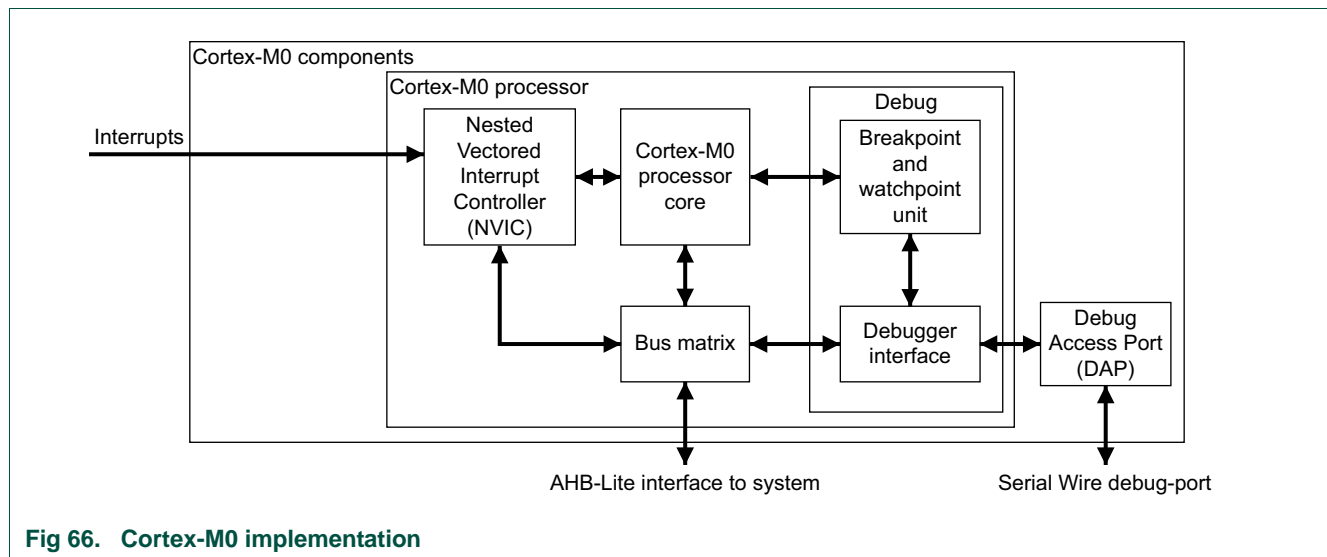 Cortex-M0 components
Cortex-M0 processor
Interrupts
Nested
Vectored
Interrupt
Controller
(NVIC)
Cortex-M0
processor
core
Debug
Breakpoint
and
watchpoint
unit
Bus matrix
Debugger
interface
Debug
Access Port
(DAP)
AHB-Lite interface to system
Serial Wire debug-port
Fig 66. Cortex-M0 implementation